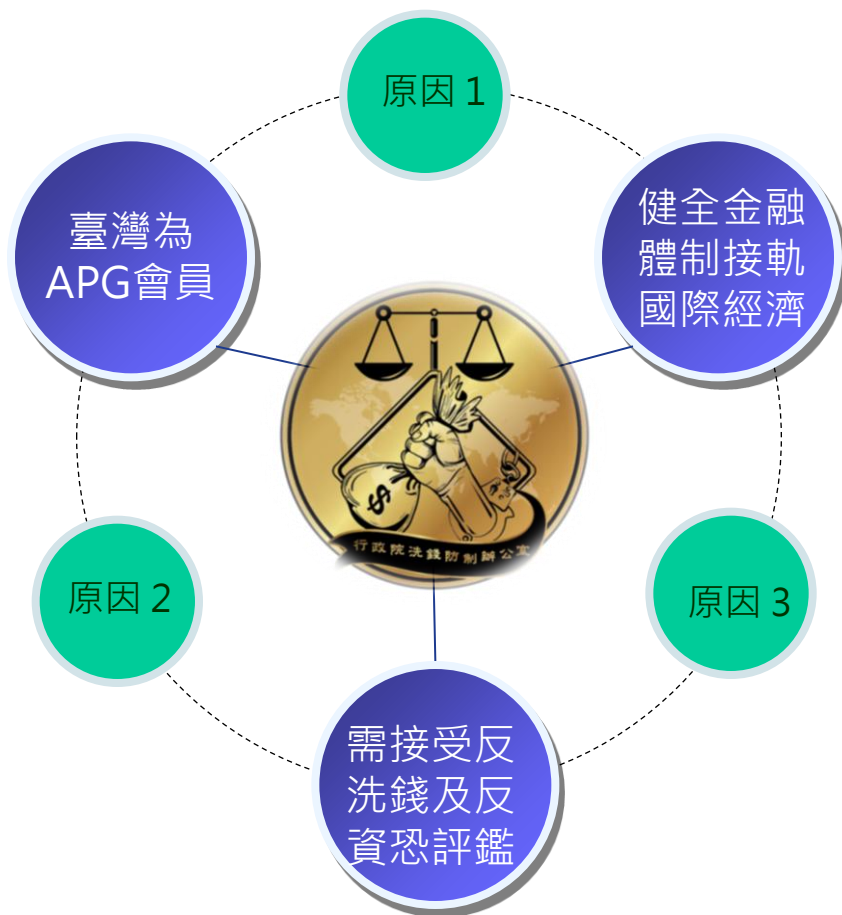 原因 1
臺灣為
APG會員
健全金融
體制接軌
國際經濟
$
行政院洗錢防制辦公室
原因 2
原因 3
需接受反
洗錢及反
資恐評鑑